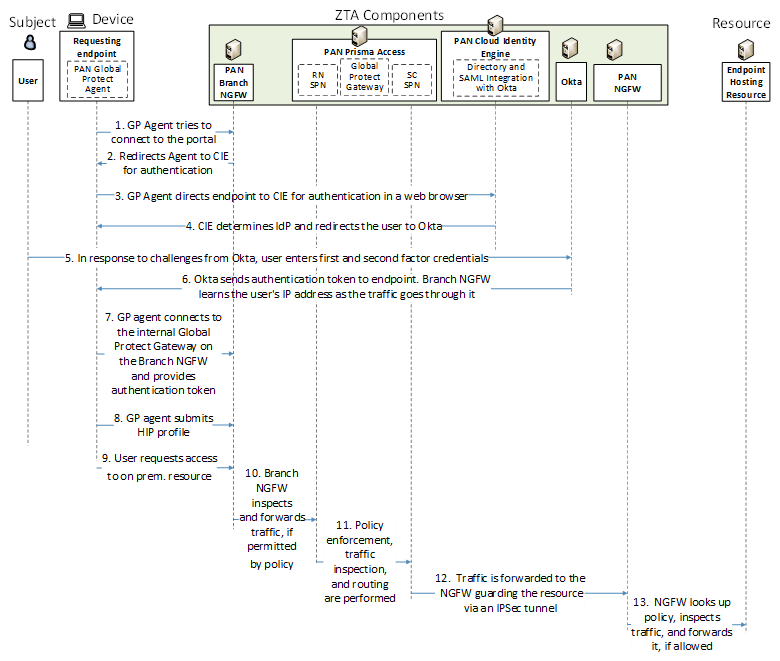 ZTA Components
Subject
Device
Resource
Requesting
endpoint
PAN Global
Protect
Agent
User
PAN
Branch
NGFW
PAN Prisma Access
RN
SPN
Global
Protect
Gateway
SC
SPN
PAN Cloud Identity
Engine
Directory and
SAML Integration
with Okta
Okta
PAN
NGFW
Endpoint
Hosting
Resource
1. GP Agent tries to
connect to the portal
2. Redirects Agent to CIE
for authentication
3. GP Agent directs endpoint to CIE for authentication in a web browser
4. CIE determines IdP and redirects the user to Okta
5. In response to challenges from Okta, user enters first and second factor credentials
6. Okta sends authentication token to endpoint. Branch NGFW
learns the user's IP address as the traffic goes through it
7. GP agent connects to
the internal Global
Protect Gateway on
the Branch NGFW
and provides
authentication token
8. GP agent submits
HIP profile
9. User requests access
to on prem. resource
10. Branch
NGFW
inspects
and forwards
traffic, if
permitted
by policy
11. Policy
enforcement,
traffic
inspection,
and routing
are performed
12. Traffic is forwarded to the
NGFW guarding the resource
via an IPSec tunnel
13. NGFW looks up
policy, inspects
traffic, and forwards
it, if allowed